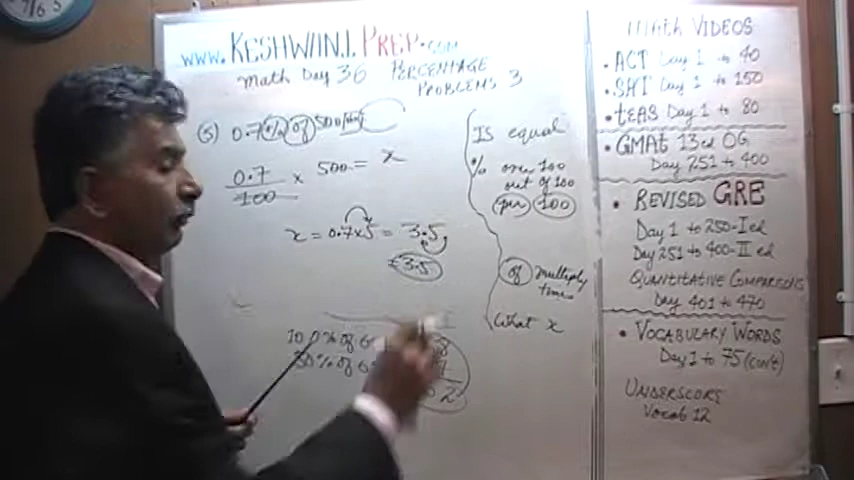 www.KESHWANI PREP.com
Math Day 36 PERCENTAGE
PROBLEMS 3
(5) 0.7% of 500
0.7
100
x 500 = x
x = 0.7x5 = 3.5
3.5
100% of
50% of
Is equal
% over 100
out of 100
per 100
of multiply
times
What x
Math VIDEOS
• ACT Day 1 to 40
• SAT Day 1 to 150
• tEAS Day 1 to 80
• GMAt 13ed OG
Day 251 to 400
• REVISED GRE
Day 1 to 250-I ed
Day 251 to 400-II ed
QUANTITATIVE COMPARISONS
Day 401 to 470
• VOCABULARY WORDS
Day 1 to 75 (con't)
UNDERSCORE
Vocab 12